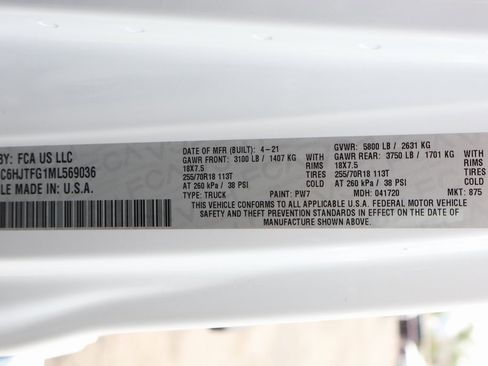 BY: FCA US LLC
C6HJTFG1ML569036
LE MADE IN U.S.A.
DATE OF MFR (BUILT): 4-21 GVWR: 5800 LB / 2631 KG
GAWR FRONT: 3100 LB / 1407 KG WITH GAWR REAR: 3750 LB / 1701 KG WITH
18X7.5 RIMS 18X7.5 RIMS
255/70R18 113T TIRES 255/70R18 113T TIRES
AT 260 kPa / 38 PSI COLD AT 260 kPa / 38 PSI COLD
TYPE: TRUCK PAINT: PW7 MDH: 041720 MKT: 875
THIS VEHICLE CONFORMS TO ALL APPLICABLE U.S.A. FEDERAL MOTOR VEHICLE
SAFETY AND THEFT PREVENTION STANDARDS IN EFFECT ON THE DATE OF
MANUFACTURE SHOWN ABOVE.